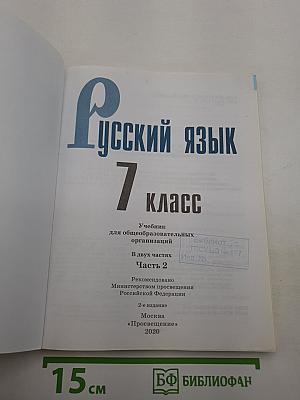 Русский язык
7 класс
Учебник
для общеобразовательных
организаций
В двух частях
Часть 2
Рекомендовано
Министерством просвещения
Российской Федерации
2-е издание
Москва
«Просвещение»
2020
15 см
БФ БИБЛИОФАН